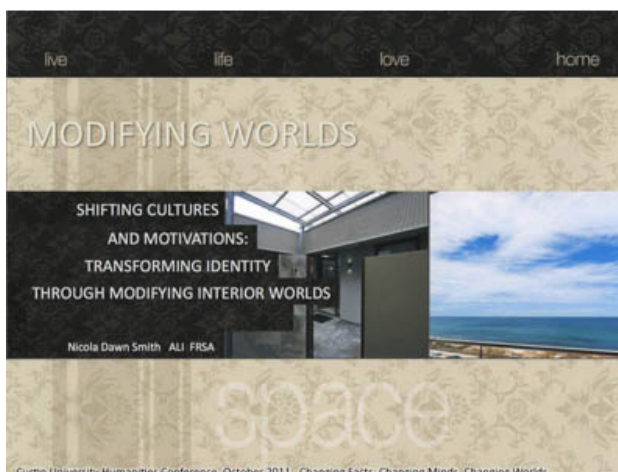 live life love home
MODIFYING WORLDS
SHIFTING CULTURES
AND MOTIVATIONS:
TRANSFORMING IDENTITY
THROUGH MODIFYING INTERIOR WORLDS
Nicola Dawn Smith ALI FRSA
space
Curtin University Humanities Conference October 2011 Changing Facts Changing Minds Changing Worlds